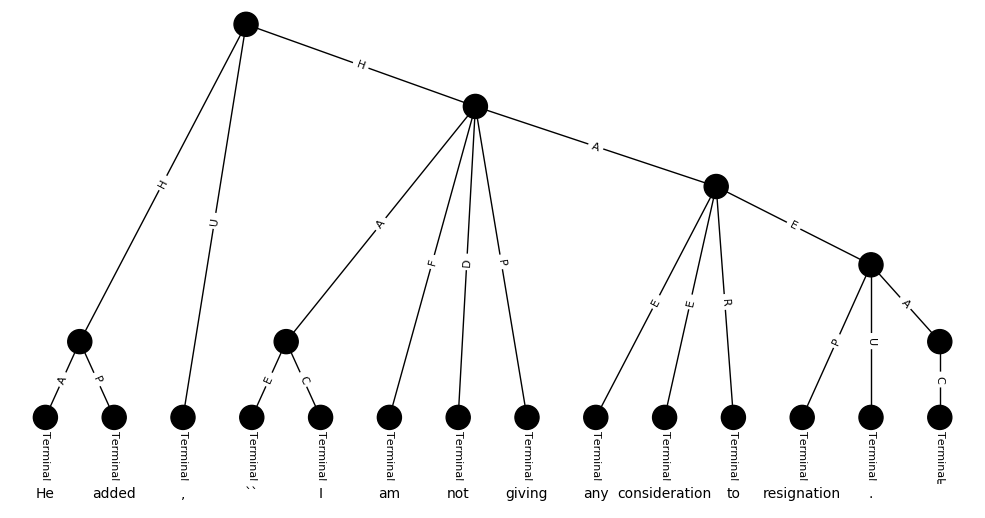 H
H
A
A
E
H
U
A
F
D
P
E
E
R
P
U
A
A
P
E
C
C
Terminal Terminal Terminal Terminal Terminal Terminal Terminal Terminal Terminal Terminal Terminal Terminal Terminal Terminal
He added , `` I am not giving any consideration to resignation .